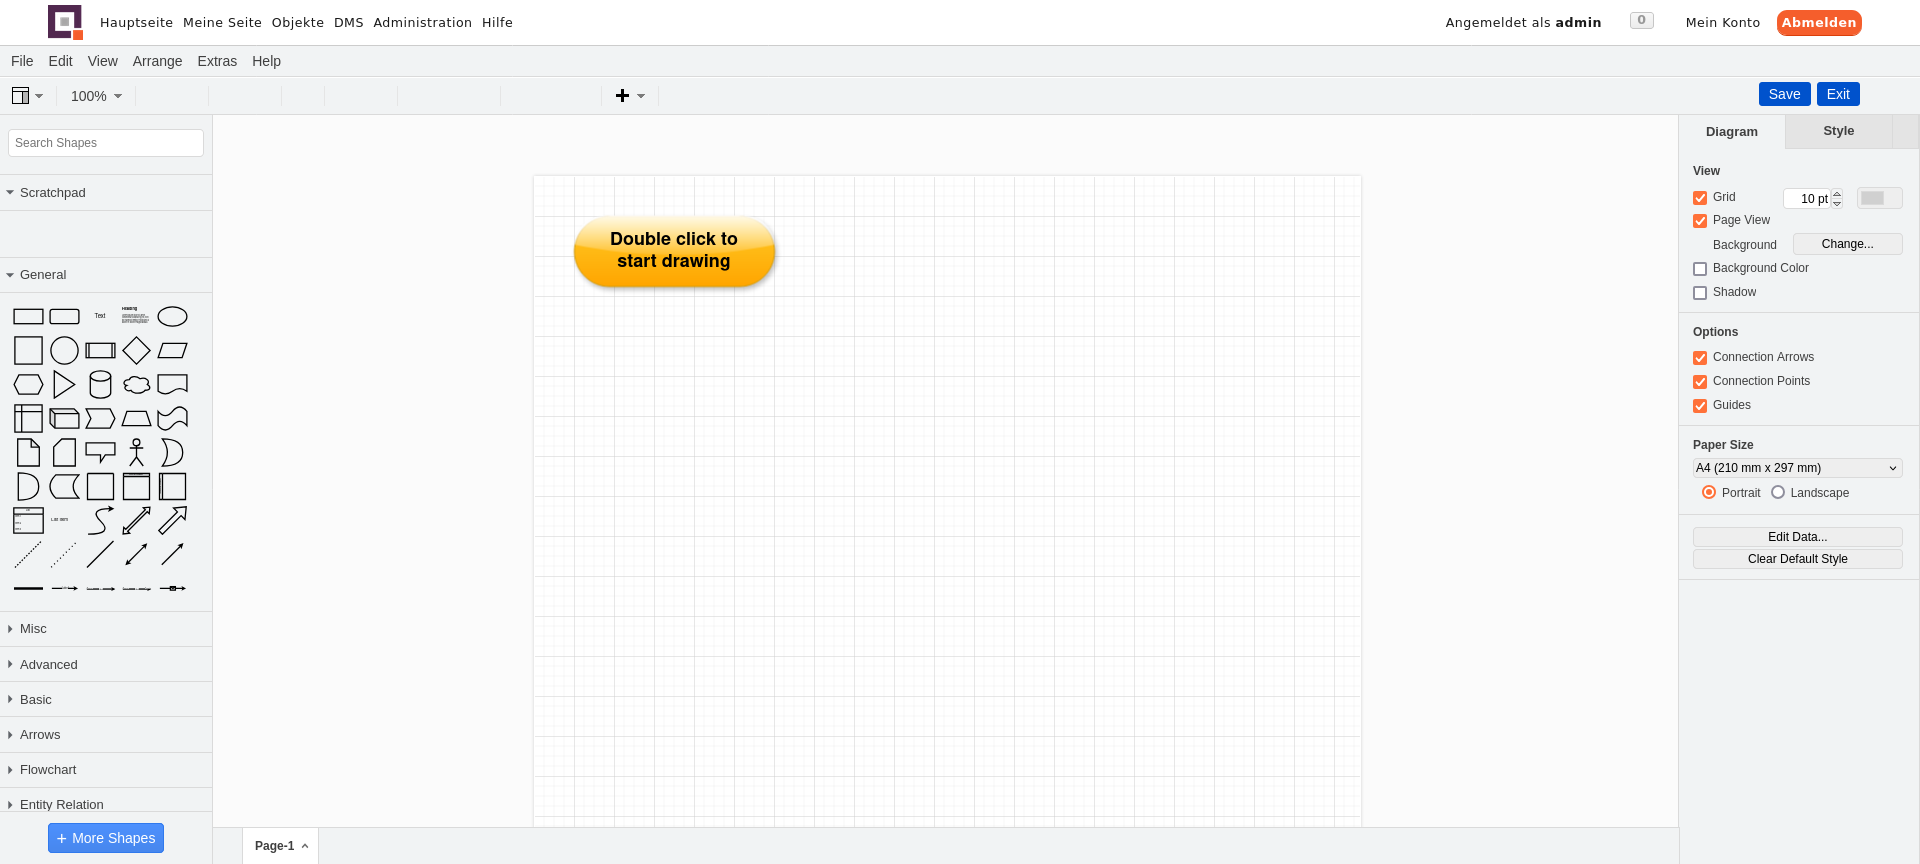 Hauptseite Meine Seite Objekte DMS Administration Hilfe
Angemeldet als admin 0 Mein Konto Abmelden
File Edit View Arrange Extras Help
100%
Save Exit
Search Shapes
Scratchpad
General
Text
Heading
List Item
Misc
Advanced
Basic
Arrows
Flowchart
Entity Relation
+ More Shapes
Double click to
start drawing
Page-1
Diagram Style
View
Grid 10 pt
Page View
Background Change...
Background Color
Shadow
Options
Connection Arrows
Connection Points
Guides
Paper Size
A4 (210 mm x 297 mm)
Portrait Landscape
Edit Data...
Clear Default Style